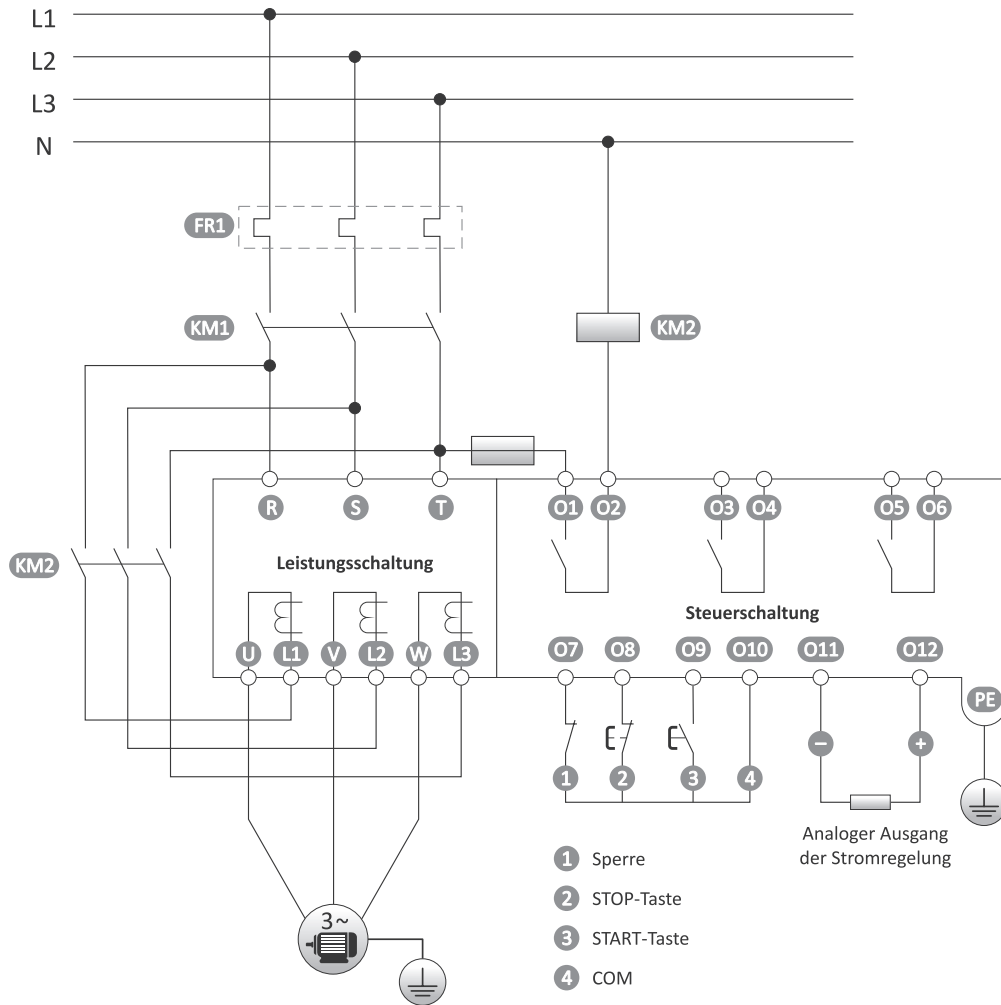 L1
L2
L3
N
FR1
KM1
KM2
R
S
T
O1
O2
O3
O4
O5
O6
KM2
Leistungsschaltung
Steuerschaltung
U
L1
V
L2
W
L3
O7
O8
O9
O10
O11
O12
PE
−
+
1
2
3
4
Analoger Ausgang
der Stromregelung
1 Sperre
2 STOP-Taste
3 START-Taste
4 COM
3~